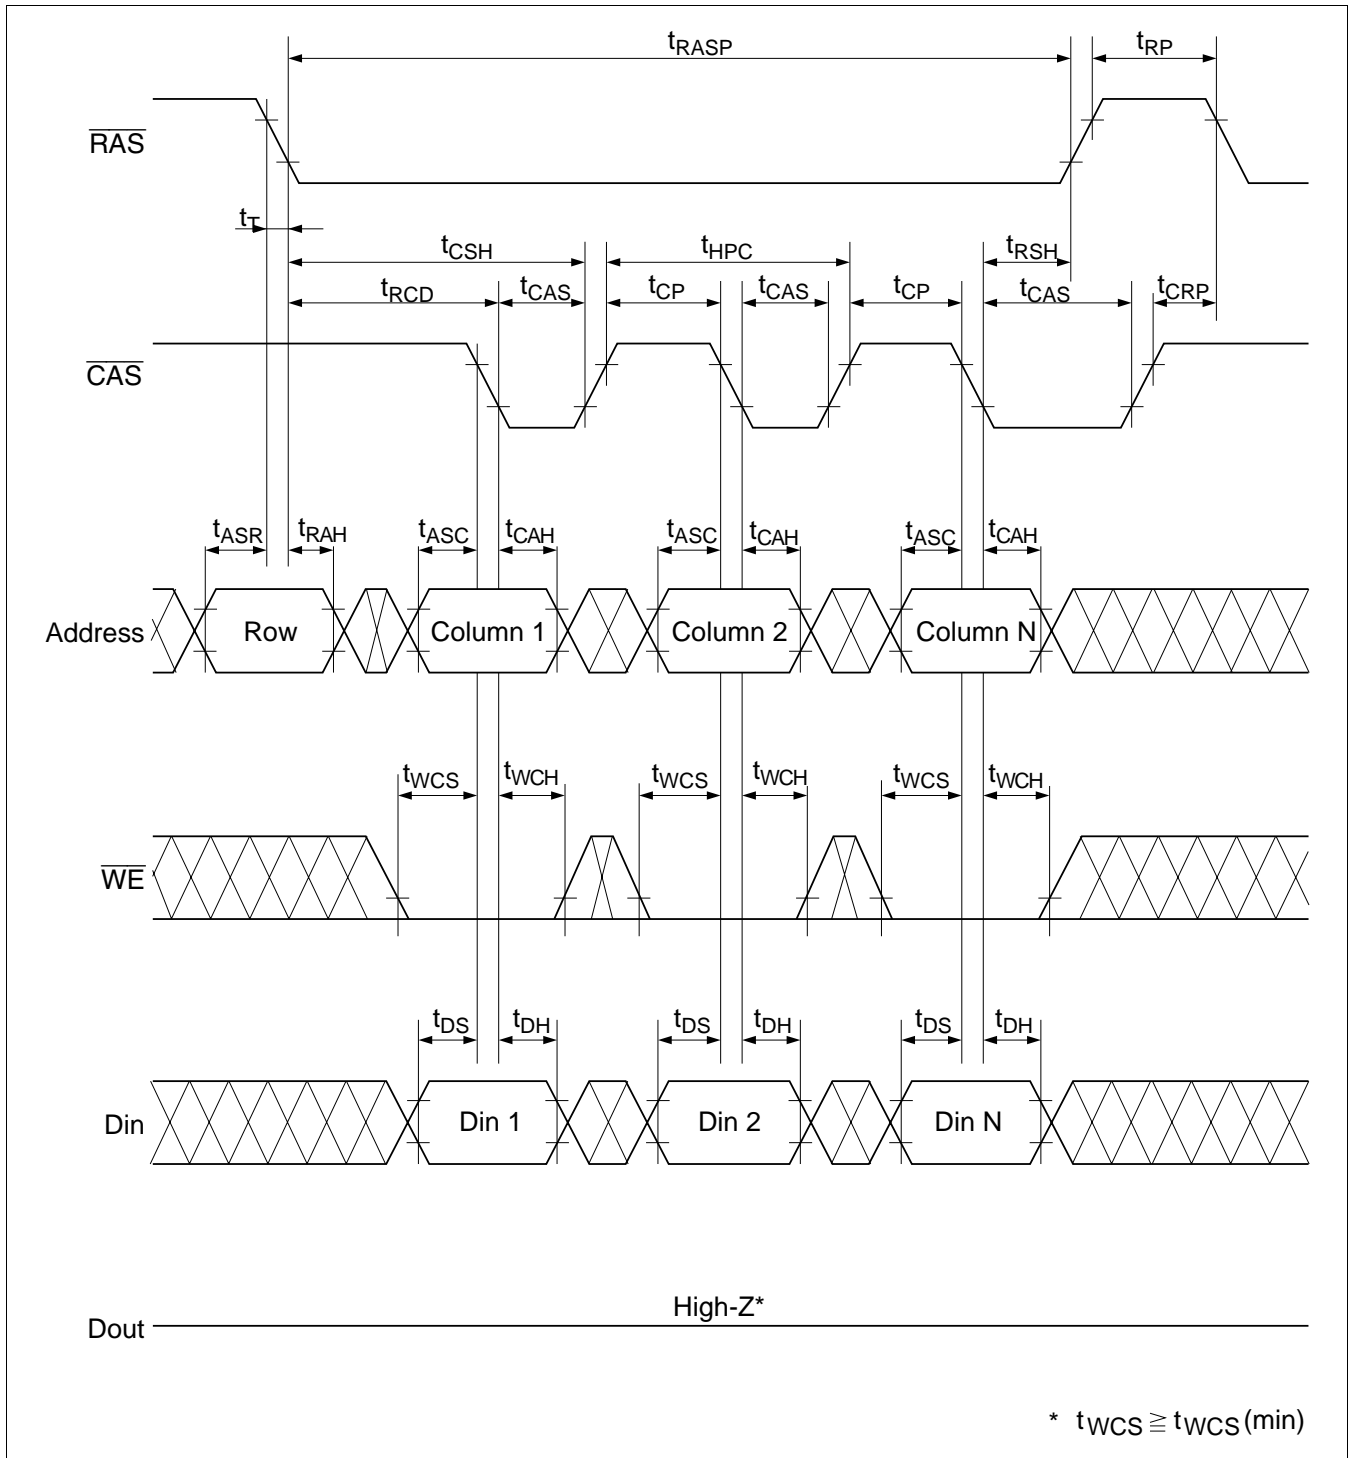 tRASP tRP
RAS
tT
tCSH tHPC tRSH
tRCD tCAS tCP tCAS tCP tCAS tCRP
CAS
tASR tRAH tASC tCAH tASC tCAH tASC tCAH
Address Row Column 1 Column 2 Column N
tWCS tWCH tWCS tWCH tWCS tWCH
WE
tDS tDH tDS tDH tDS tDH
Din Din 1 Din 2 Din N
High-Z*
Dout
* tWCS ≧ tWCS(min)